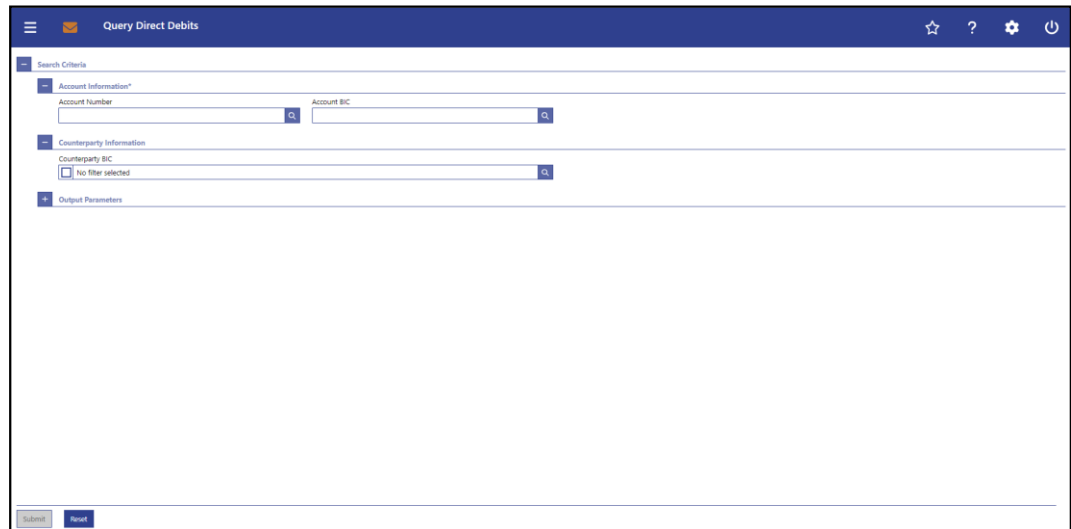 Query Direct Debits
?
Search Criteria
Account Information*
Account Number Account BIC
Counterparty Information
Counterparty BIC
No filter selected
Output Parameters
Submit Reset